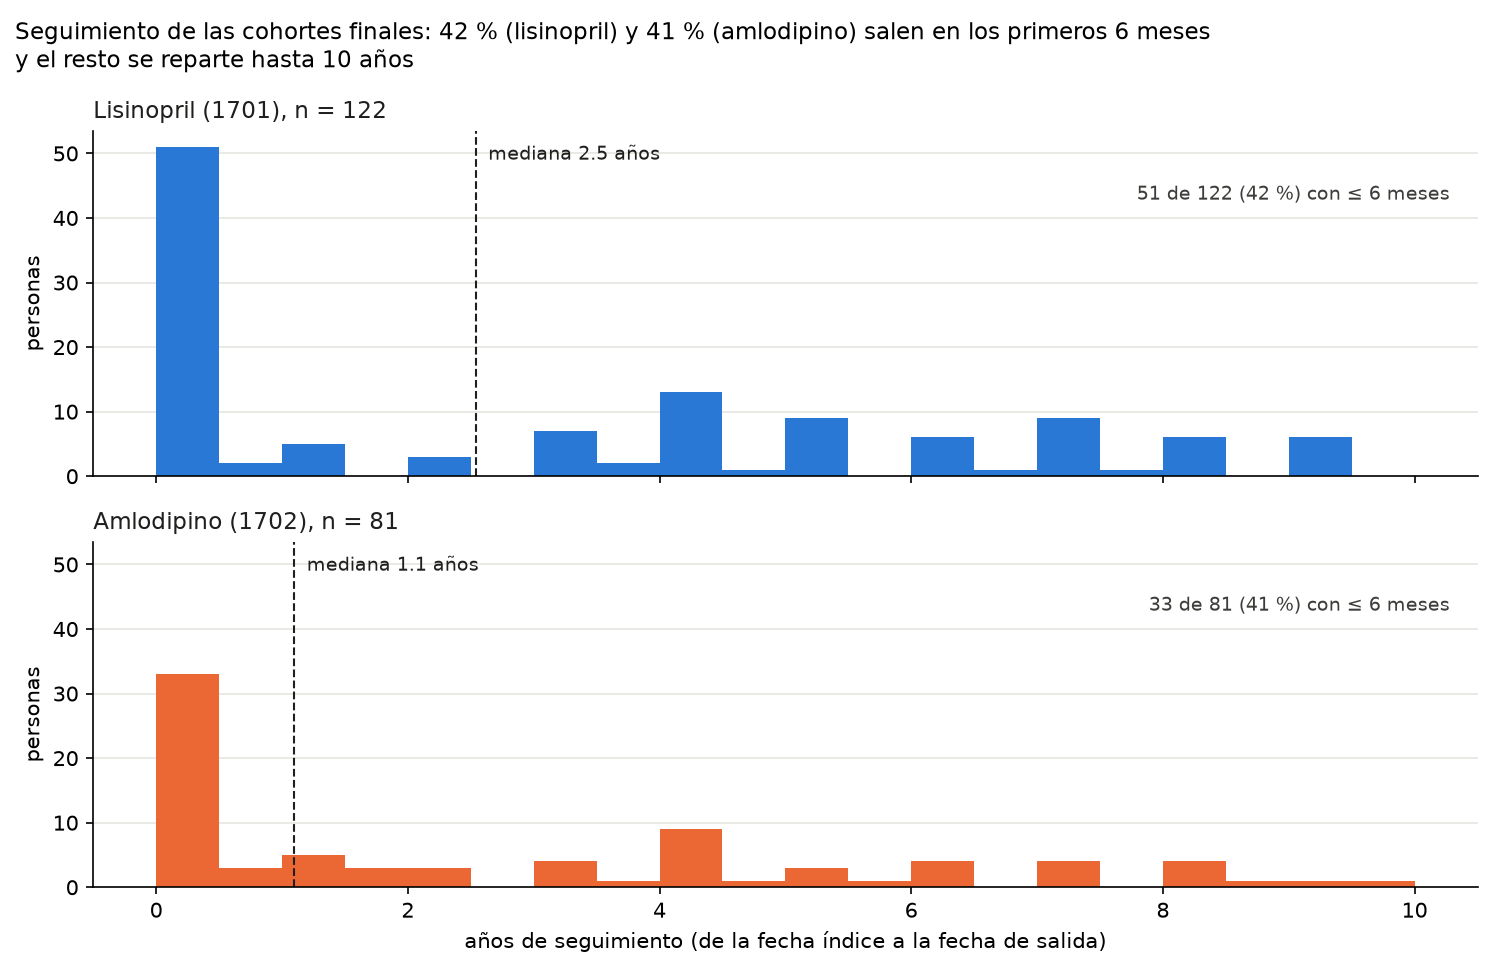 Seguimiento de las cohortes finales: 42 % (lisinopril) y 41 % (amlodipino) salen en los primeros 6 meses
y el resto se reparte hasta 10 años
Lisinopril (1701), n = 122
mediana 2.5 años
51 de 122 (42 %) con ≤ 6 meses
personas
50
40
30
20
10
0
Amlodipino (1702), n = 81
mediana 1.1 años
33 de 81 (41 %) con ≤ 6 meses
personas
50
40
30
20
10
0
0 2 4 6 8 10
años de seguimiento (de la fecha índice a la fecha de salida)